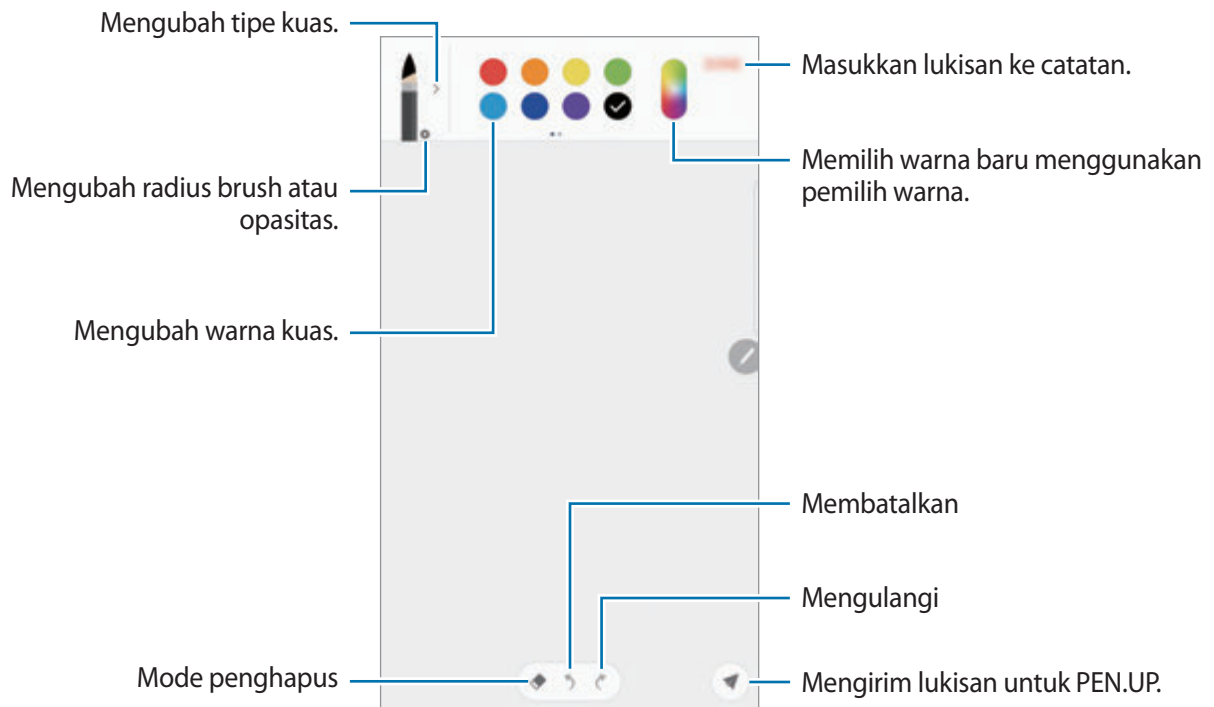 Mengubah tipe kuas.
Masukkan lukisan ke catatan.
Memilih warna baru menggunakan
pemilih warna.
Mengubah radius brush atau
opasitas.
Mengubah warna kuas.
Membatalkan
Mengulangi
Mode penghapus
Mengirim lukisan untuk PEN.UP.